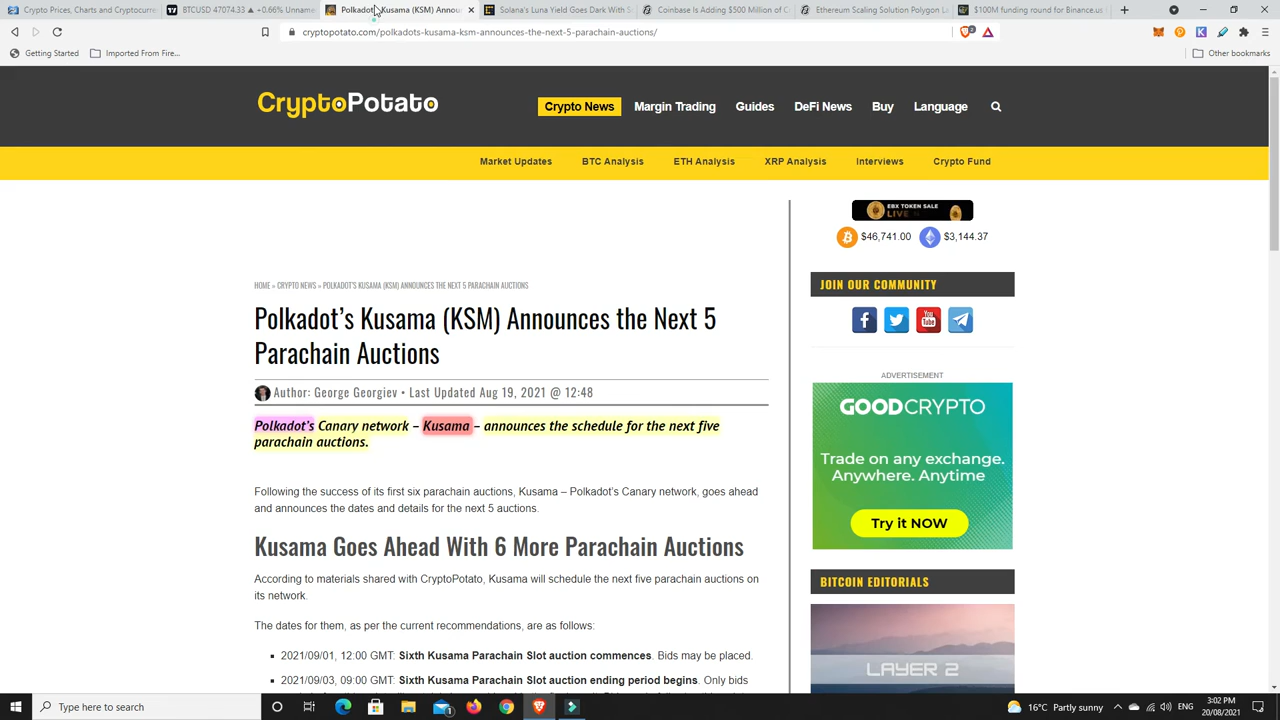 Crypto Prices, Charts and Cryptocurr
BTCUSD 47074.33 ▲ +0.66% Unname
Polkadot's Kusama (KSM) Annou
Solana's Luna Yield Goes Dark With S
Coinbase Is Adding $500 Million of C
Ethereum Scaling Solution Polygon L
$100M funding round for Binance.us
cryptopotato.com/polkadots-kusama-ksm-announces-the-next-5-parachain-auctions/
Getting Started
Imported From Fire...
Other bookmarks
CryptoPotato
Crypto News
Margin Trading
Guides
DeFi News
Buy
Language
Market Updates
BTC Analysis
ETH Analysis
XRP Analysis
Interviews
Crypto Fund
EBX TOKEN SALE
LIVE
$46,741.00
$3,144.37
HOME » CRYPTO NEWS » POLKADOT'S KUSAMA (KSM) ANNOUNCES THE NEXT 5 PARACHAIN AUCTIONS
Polkadot's Kusama (KSM) Announces the Next 5
Parachain Auctions
Author: George Georgiev • Last Updated Aug 19, 2021 @ 12:48
Polkadot's Canary network – Kusama – announces the schedule for the next five
parachain auctions.
Following the success of its first six parachain auctions, Kusama – Polkadot's Canary network, goes ahead
and announces the dates and details for the next 5 auctions.
Kusama Goes Ahead With 6 More Parachain Auctions
According to materials shared with CryptoPotato, Kusama will schedule the next five parachain auctions on
its network.
The dates for them, as per the current recommendations, are as follows:
2021/09/01, 12:00 GMT: Sixth Kusama Parachain Slot auction commences. Bids may be placed.
2021/09/03, 09:00 GMT: Sixth Kusama Parachain Slot auction ending period begins. Only bids
JOIN OUR COMMUNITY
You
Tube
ADVERTISEMENT
GOODCRYPTO
Trade on any exchange.
Anywhere. Anytime
Try it NOW
BITCOIN EDITORIALS
LAYER 2
Type here to search
16°C Partly sunny
ENG
3:02 PM
20/08/2021